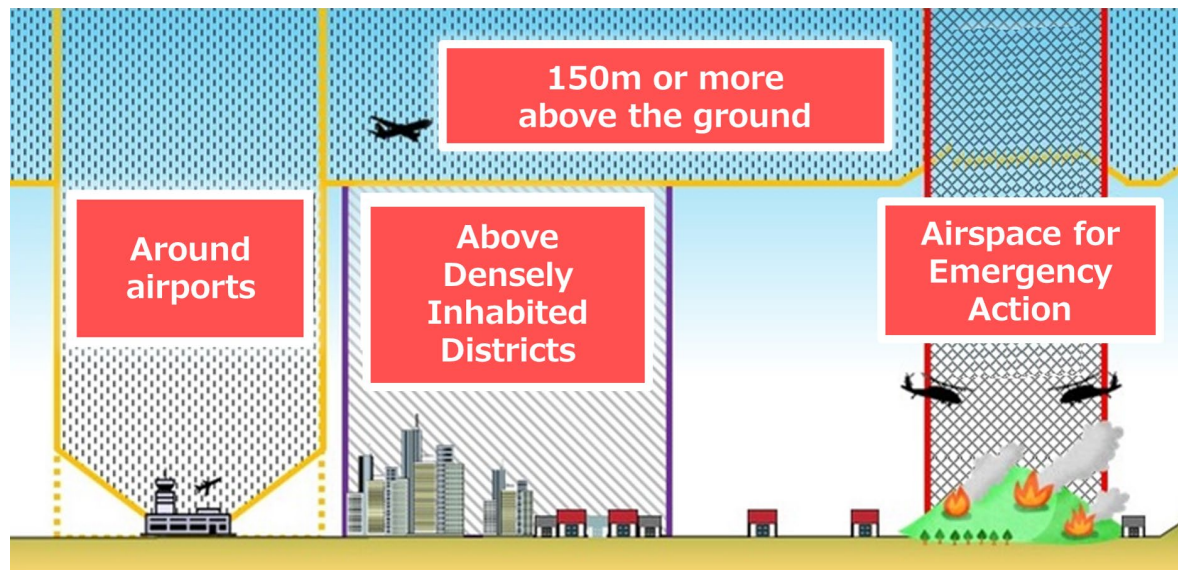 150m or more
above the ground
Around
airports
Above
Densely
Inhabited
Districts
Airspace for
Emergency
Action